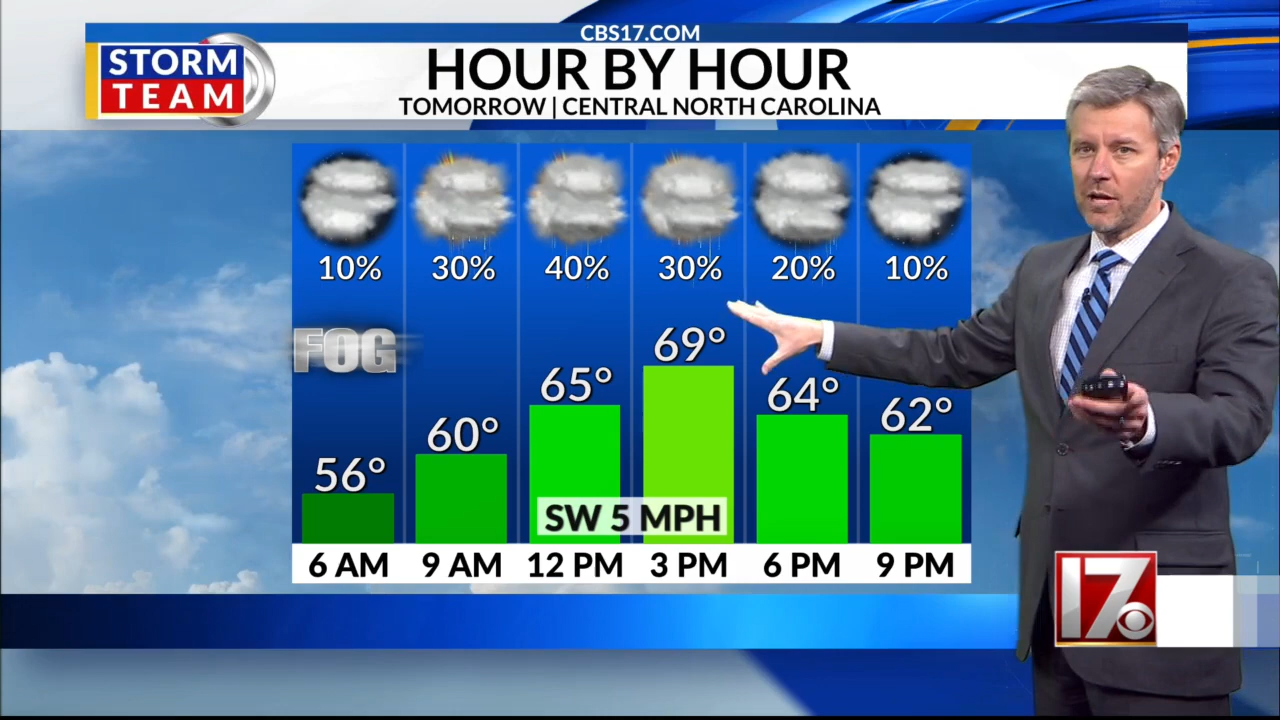 CBS17.COM
STORM
TEAM
HOUR BY HOUR
TOMORROW | CENTRAL NORTH CAROLINA
10% 30% 40% 30% 20% 10%
FOG
56° 60° 65° 69° 64° 62°
SW 5 MPH
6 AM 9 AM 12 PM 3 PM 6 PM 9 PM
17